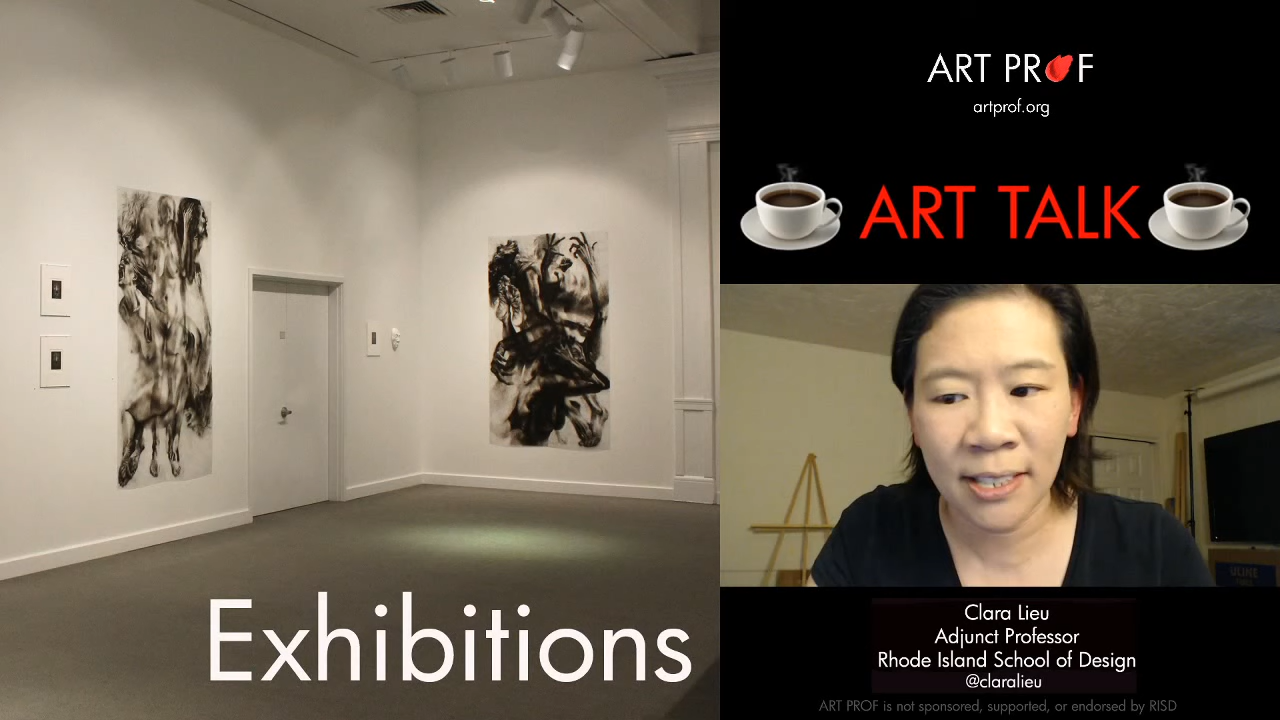 ART PROF
artprof.org
ART TALK
Exhibitions
ULINE
Clara Lieu
Adjunct Professor
Rhode Island School of Design
@claralieu
ART PROF is not sponsored, supported, or endorsed by RISD